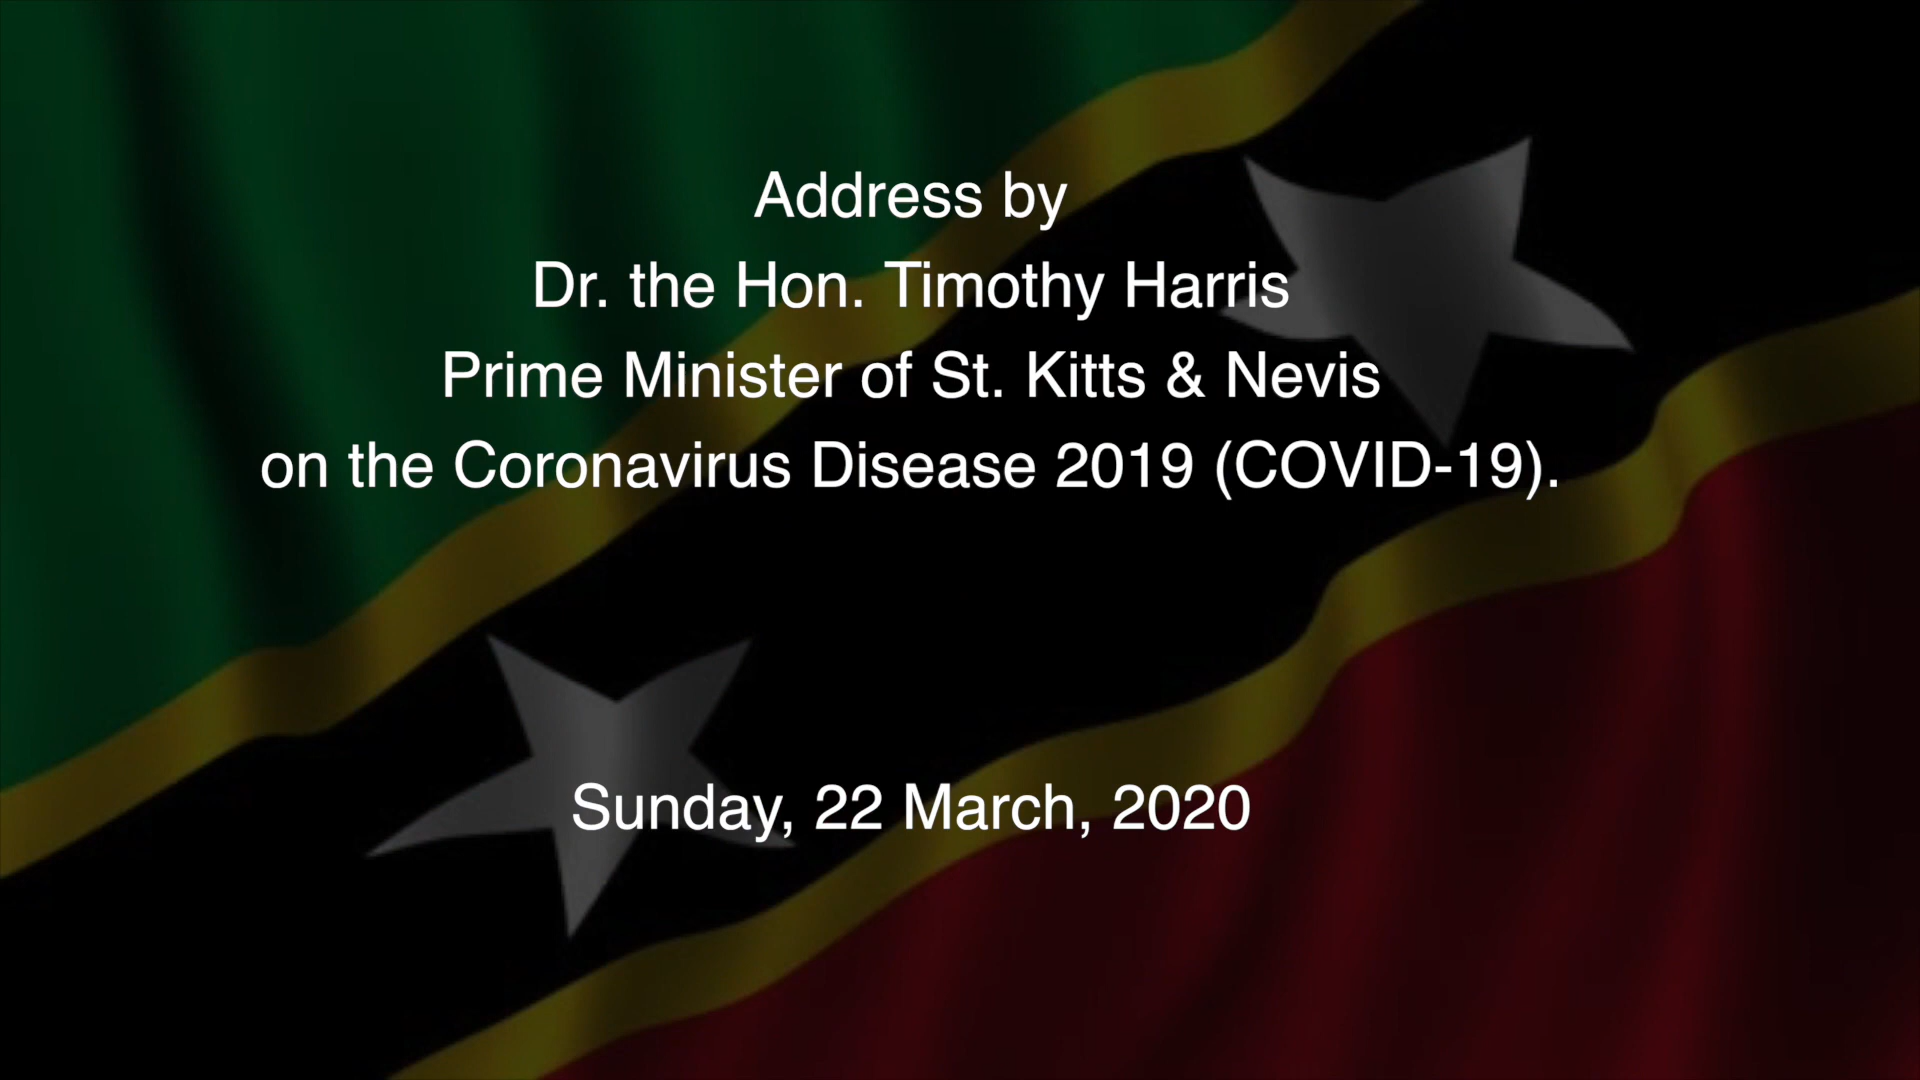 Address by
Dr. the Hon. Timothy Harris
Prime Minister of St. Kitts & Nevis
on the Coronavirus Disease 2019 (COVID-19).
Sunday, 22 March, 2020